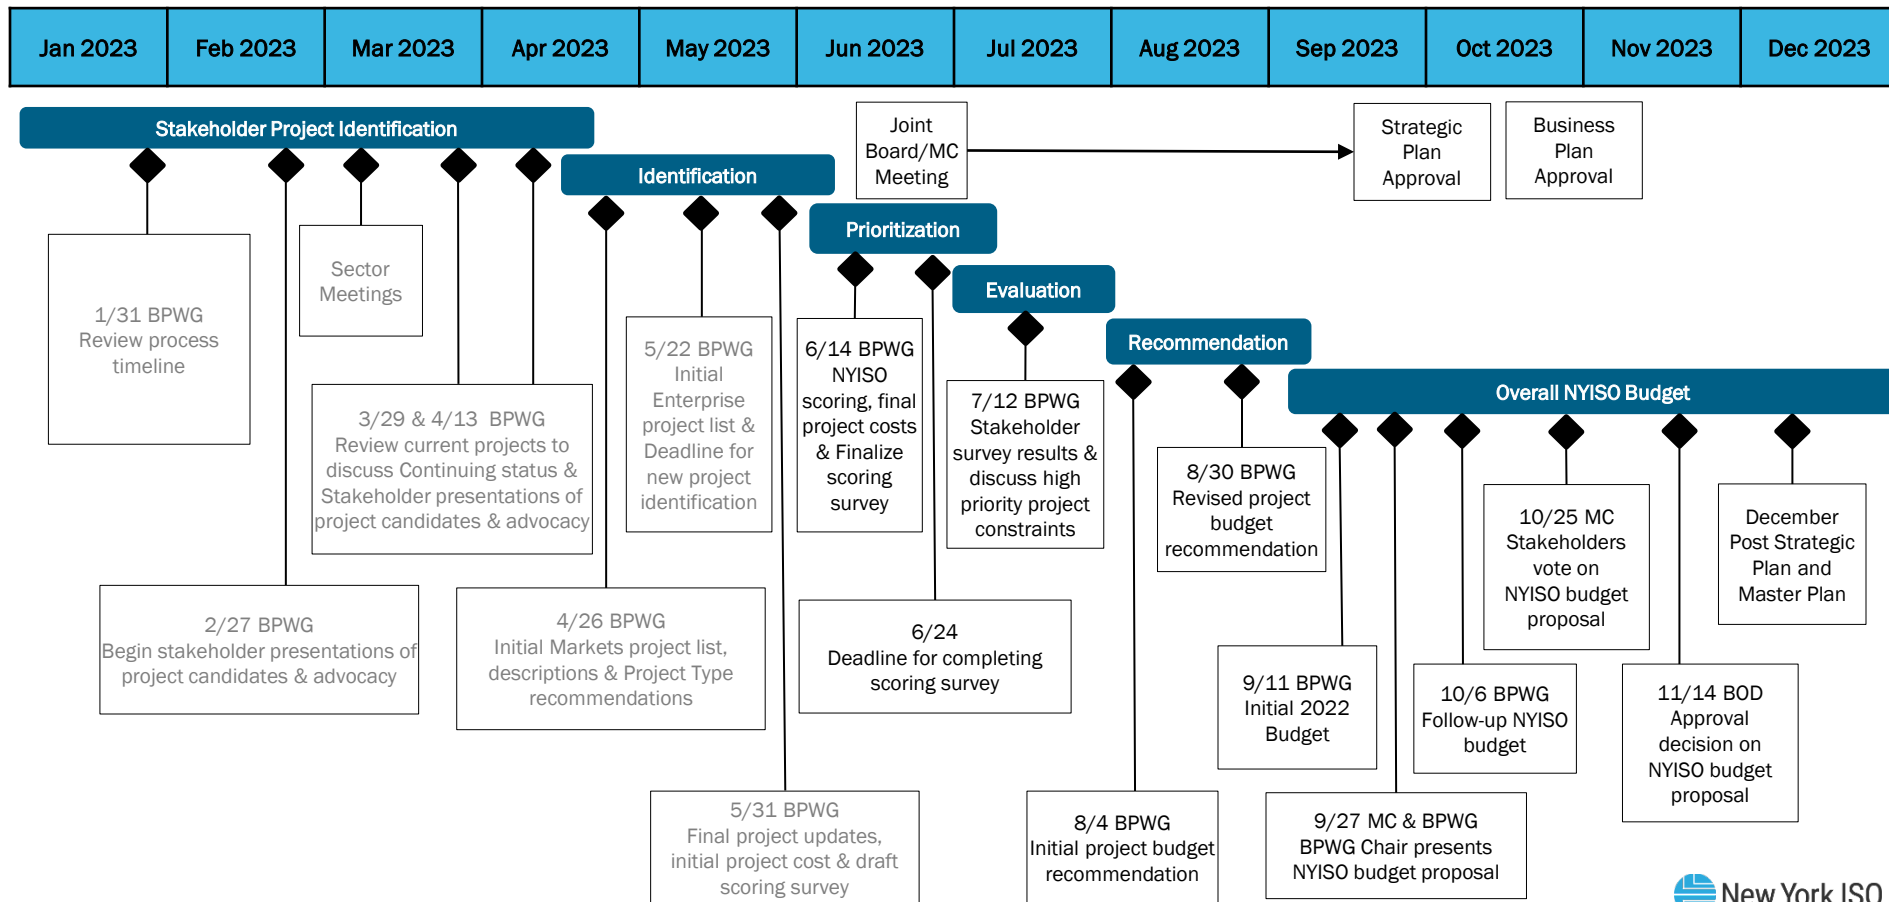 Jan 2023
Feb 2023
Mar 2023
Apr 2023
May 2023
Jun 2023
Jul 2023
Aug 2023
Sep 2023
Oct 2023
Nov 2023
Dec 2023
Stakeholder Project Identification
Identification
Prioritization
Evaluation
Recommendation
Overall NYISO Budget
Joint
Board/MC
Meeting
Strategic
Plan
Approval
Business
Plan
Approval
1/31 BPWG
Review process
timeline
2/27 BPWG
Begin stakeholder presentations of
project candidates & advocacy
Sector
Meetings
3/29 & 4/13 BPWG
Review current projects to
discuss Continuing status &
Stakeholder presentations of
project candidates & advocacy
4/26 BPWG
Initial Markets project list,
descriptions & Project Type
recommendations
5/22 BPWG
Initial
Enterprise
project list &
Deadline for
new project
identification
5/31 BPWG
Final project updates,
initial project cost & draft
scoring survey
6/14 BPWG
NYISO
scoring, final
project costs
& Finalize
scoring
survey
6/24
Deadline for completing
scoring survey
7/12 BPWG
Stakeholder
survey results &
discuss high
priority project
constraints
8/4 BPWG
Initial project budget
recommendation
8/30 BPWG
Revised project
budget
recommendation
9/11 BPWG
Initial 2022
Budget
9/27 MC & BPWG
BPWG Chair presents
NYISO budget proposal
10/6 BPWG
Follow-up NYISO
budget
10/25 MC
Stakeholders
vote on
NYISO budget
proposal
11/14 BOD
Approval
decision on
NYISO budget
proposal
December
Post Strategic
Plan and
Master Plan
New York ISO